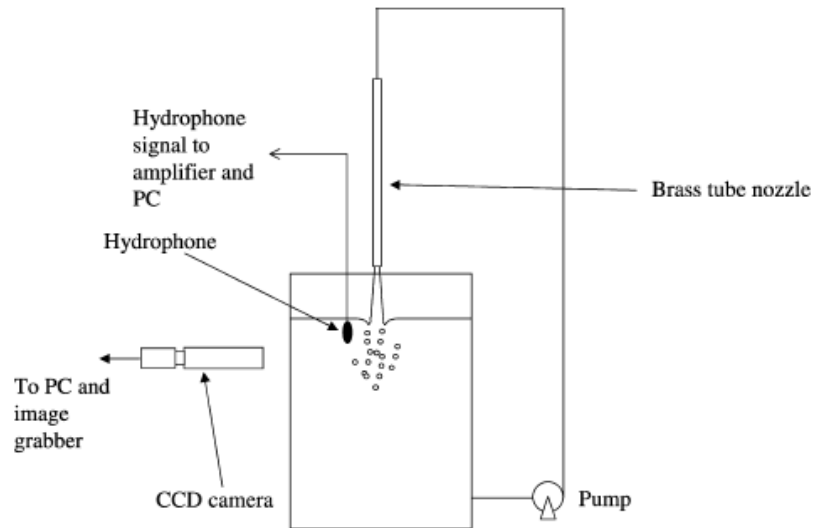 Hydrophone
signal to
amplifier and
PC
Brass tube nozzle
Hydrophone
To PC and
image
grabber
CCD camera
Pump